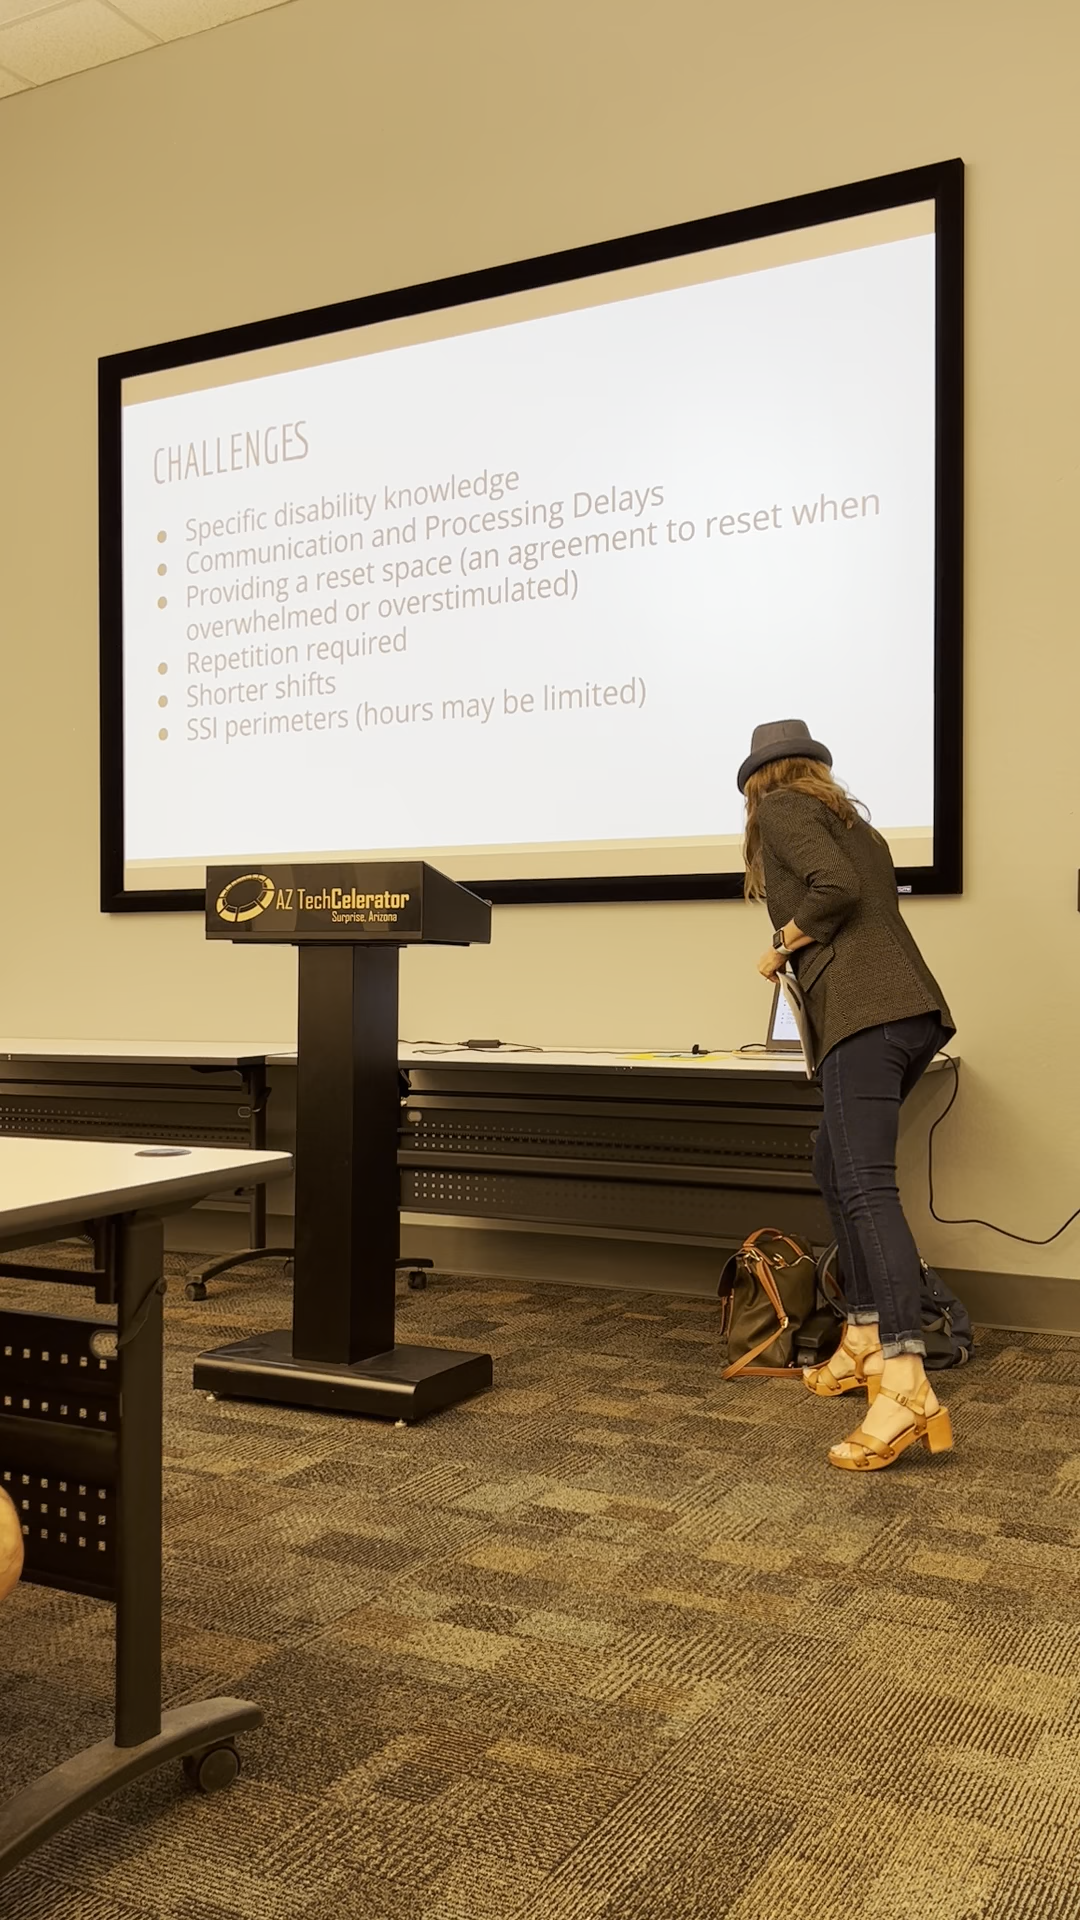 CHALLENGES
• Specific disability knowledge
• Communication and Processing Delays
• Providing a reset space (an agreement to reset when
overwhelmed or overstimulated)
• Repetition required
• Shorter shifts
• SSI perimeters (hours may be limited)
AZ TechCelerator
Surprise, Arizona